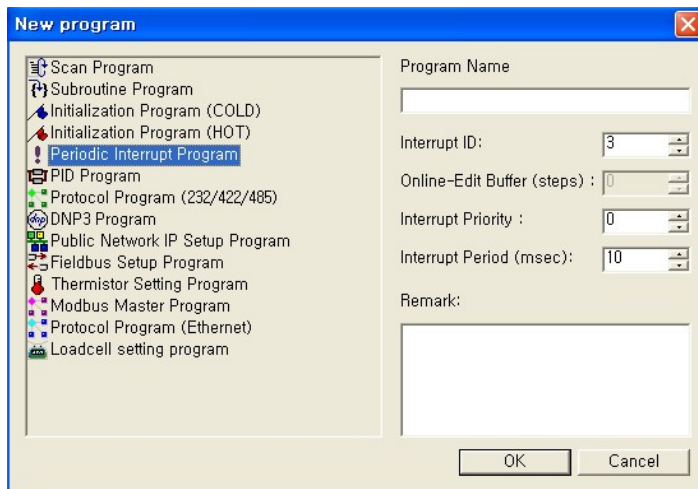 New program
Scan Program
Subroutine Program
Initialization Program (COLD)
Initialization Program (HOT)
Periodic Interrupt Program
PID Program
Protocol Program (232/422/485)
DNP3 Program
Public Network IP Setup Program
Fieldbus Setup Program
Thermistor Setting Program
Modbus Master Program
Protocol Program (Ethernet)
Loadcell setting program
Program Name
Interrupt ID: 3
Online-Edit Buffer (steps) : 0
Interrupt Priority : 0
Interrupt Period (msec): 10
Remark:
OK Cancel